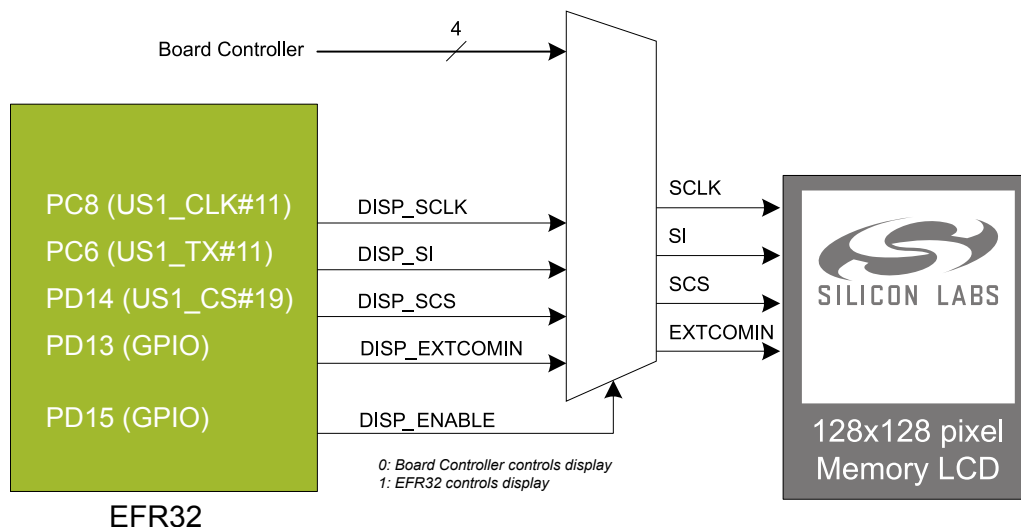 4
Board Controller
PC8 (US1_CLK#11)
PC6 (US1_TX#11)
PD14 (US1_CS#19)
PD13 (GPIO)
PD15 (GPIO)
EFR32
DISP_SCLK
DISP_SI
DISP_SCS
DISP_EXTCOMIN
DISP_ENABLE
0: Board Controller controls display
1: EFR32 controls display
SCLK
SI
SCS
EXTCOMIN
SILICON LABS
128x128 pixel
Memory LCD